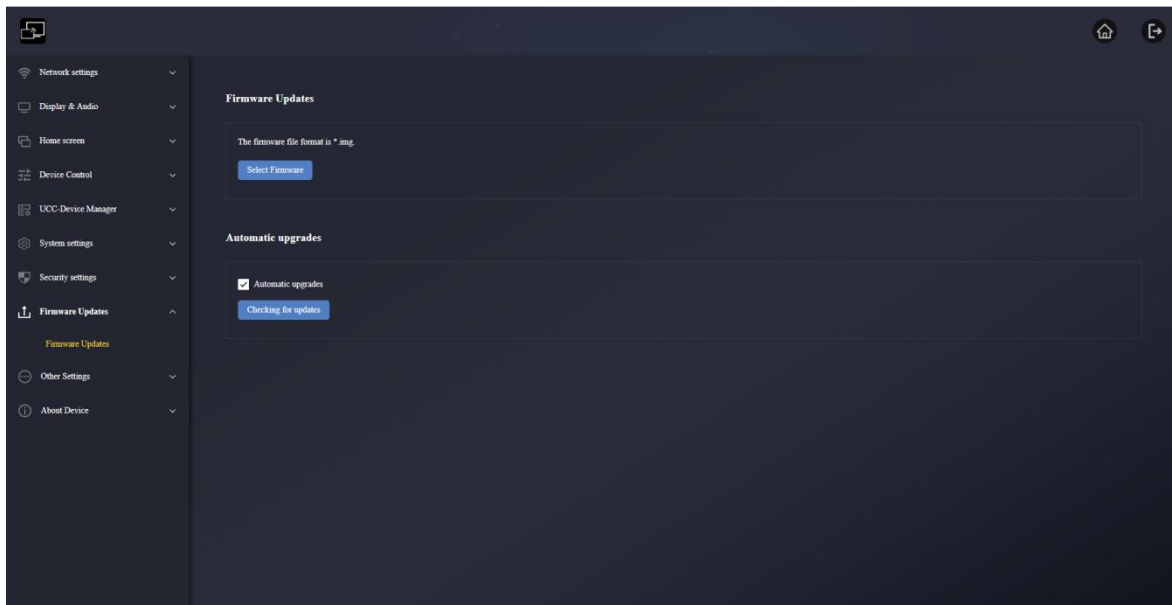 Network settings
Display & Audio
Home screen
Device Control
UCC-Device Manager
System settings
Security settings
Firmware Updates
Firmware Updates
Other Settings
About Device
Firmware Updates
The firmware file format is *.img.
Select Firmware
Automatic upgrades
Automatic upgrades
Checking for updates